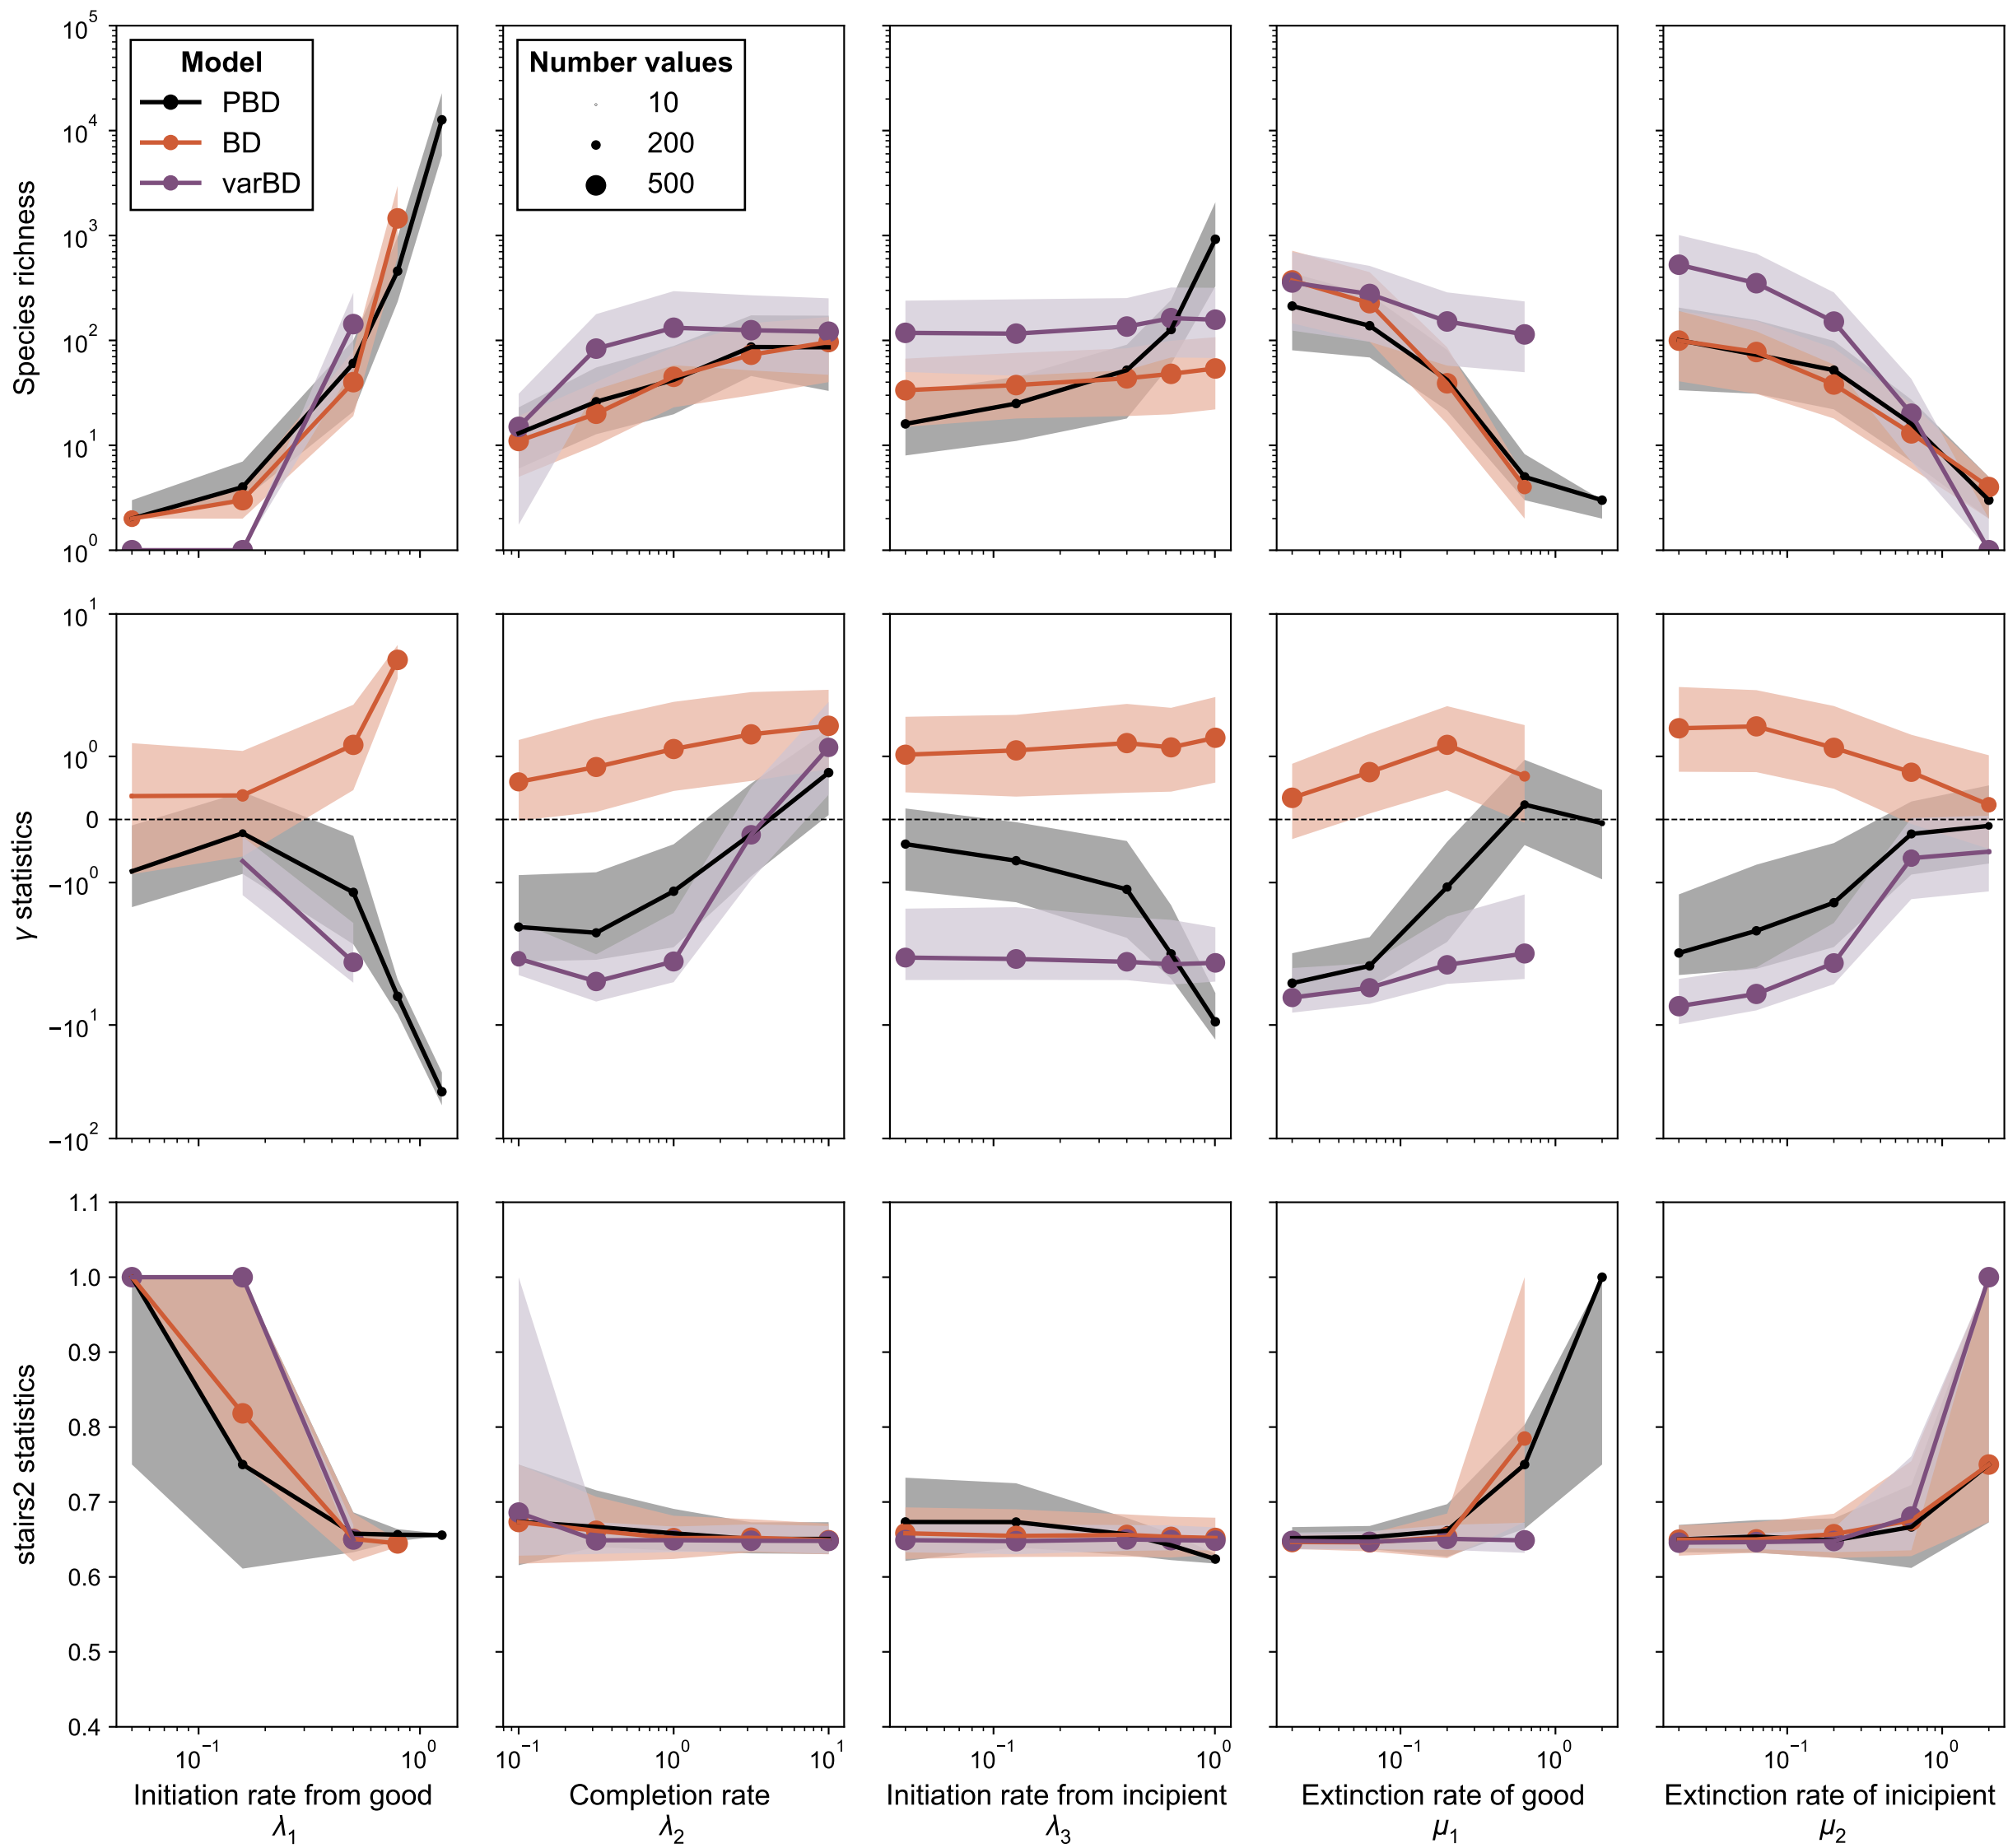 Species richness
10^5
10^4
10^3
10^2
10^1
10^0
Model
PBD
BD
varBD
Number values
10
200
500
γ statistics
10^1
10^0
0
−10^0
−10^1
−10^2
stairs2 statistics
1.1
1.0
0.9
0.8
0.7
0.6
0.5
0.4
10^−1 10^0
10^−1 10^0 10^1
10^−1 10^0
10^−1 10^0
10^−1 10^0
Initiation rate from good
λ1
Completion rate
λ2
Initiation rate from incipient
λ3
Extinction rate of good
μ1
Extinction rate of inicipient
μ2